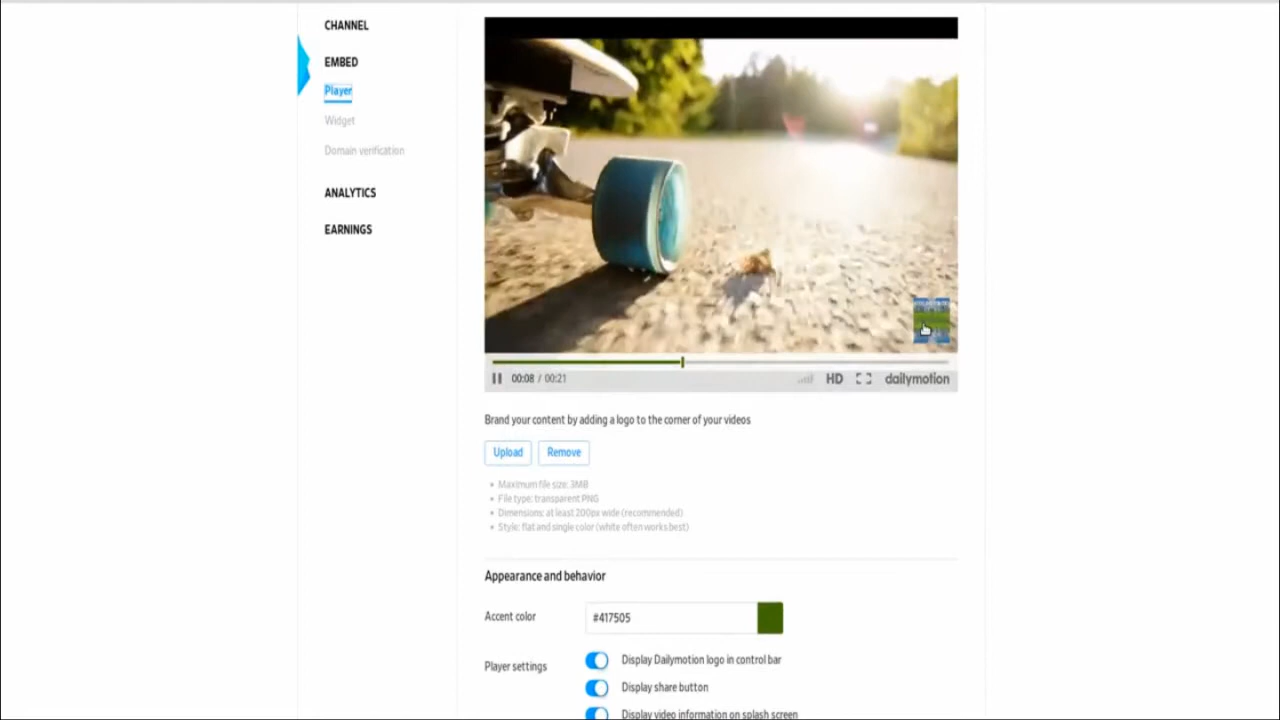 CHANNEL
EMBED
Player
Widget
Domain verification
ANALYTICS
EARNINGS
00:08 / 00:21
HD
dailymotion
Brand your content by adding a logo to the corner of your videos
Upload
Remove
• Maximum file size: 3MB
• File type: transparent PNG
• Dimensions: at least 200px wide (recommended)
• Style: flat and single color (white often works best)
Appearance and behavior
Accent color
#417505
Player settings
Display Dailymotion logo in control bar
Display share button
Display video information on splash screen